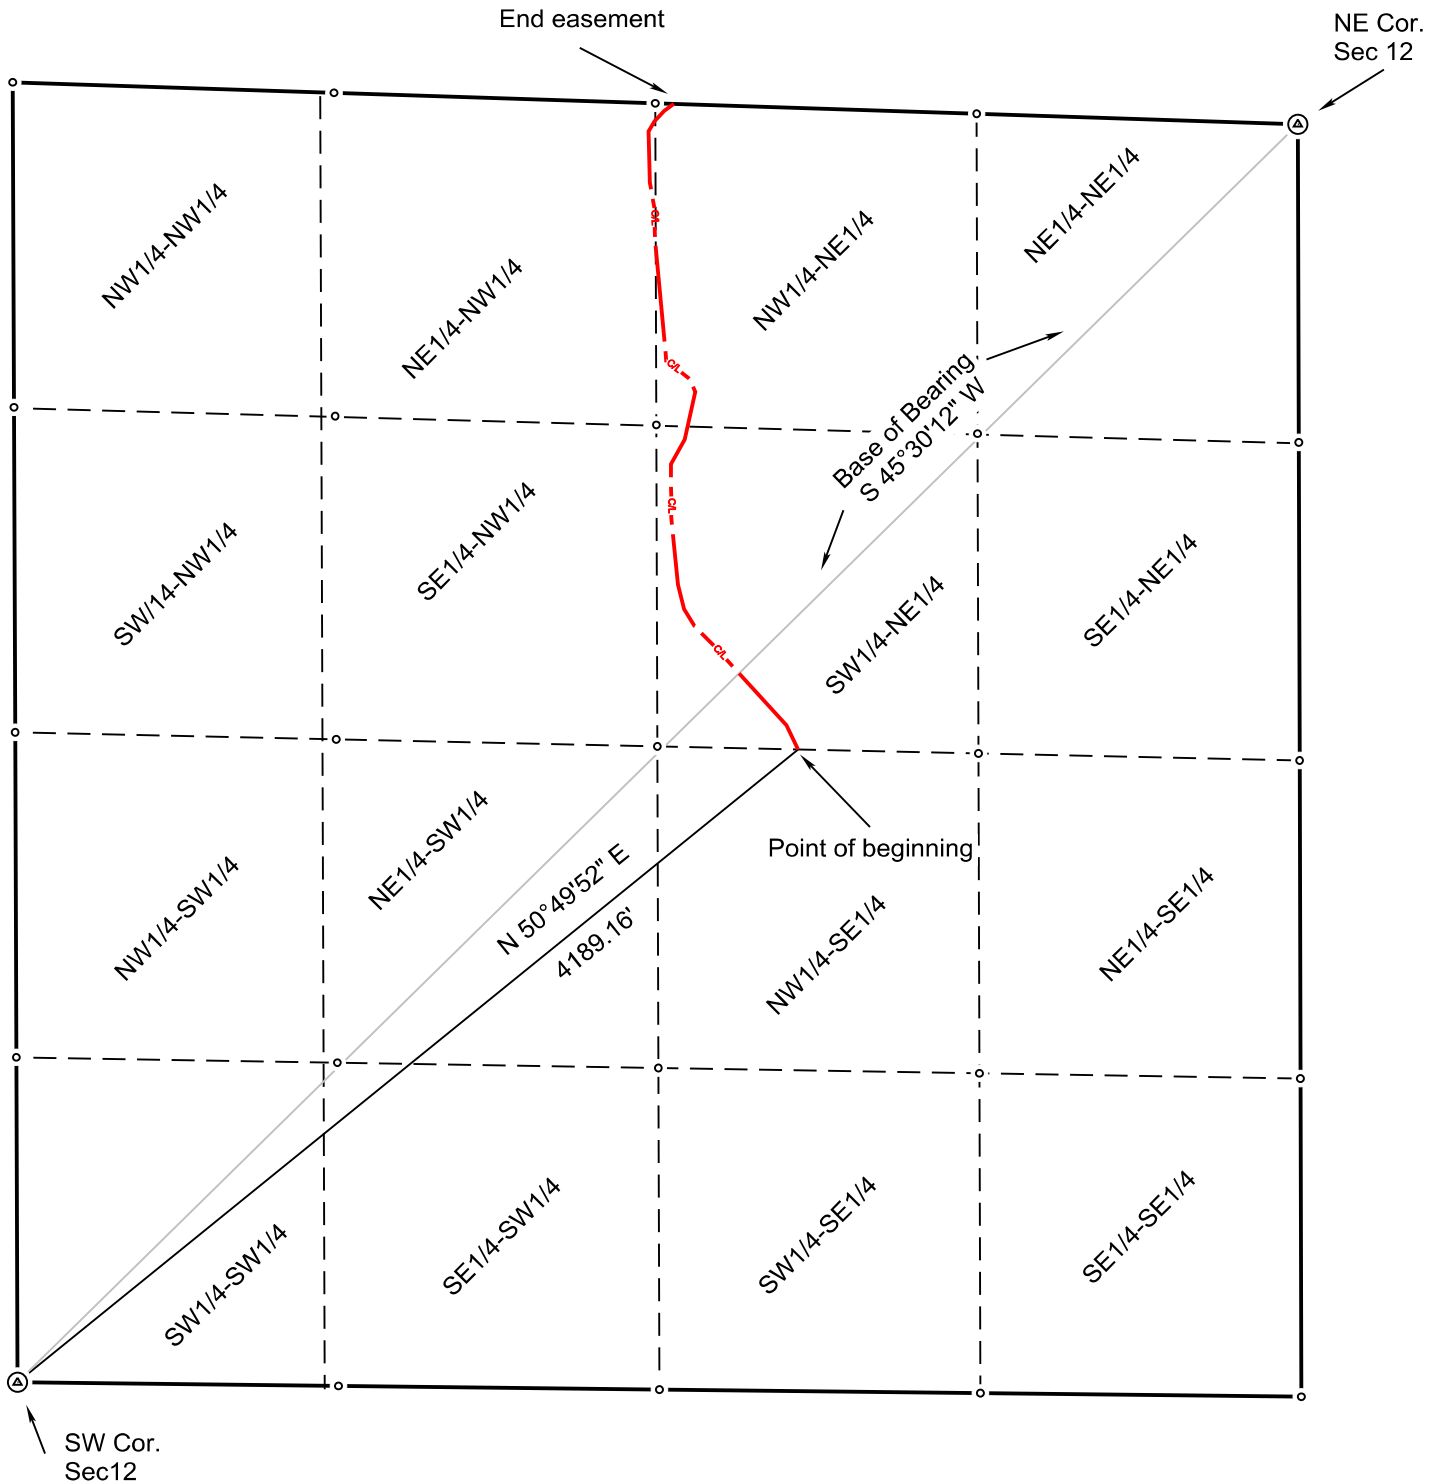 End easement
NE Cor.
Sec 12
NW1/4-NW1/4
NE1/4-NW1/4
NW1/4-NE1/4
NE1/4-NE1/4
C/L
C/L
Base of Bearing
S 45°30'12" W
SW/14-NW1/4
SE1/4-NW1/4
C/L
SW1/4-NE1/4
SE1/4-NE1/4
C/L
Point of beginning
NW1/4-SW1/4
NE1/4-SW1/4
N 50°49'52" E
4189.16'
NW1/4-SE1/4
NE1/4-SE1/4
SW1/4-SW1/4
SE1/4-SW1/4
SW1/4-SE1/4
SE1/4-SE1/4
SW Cor.
Sec12